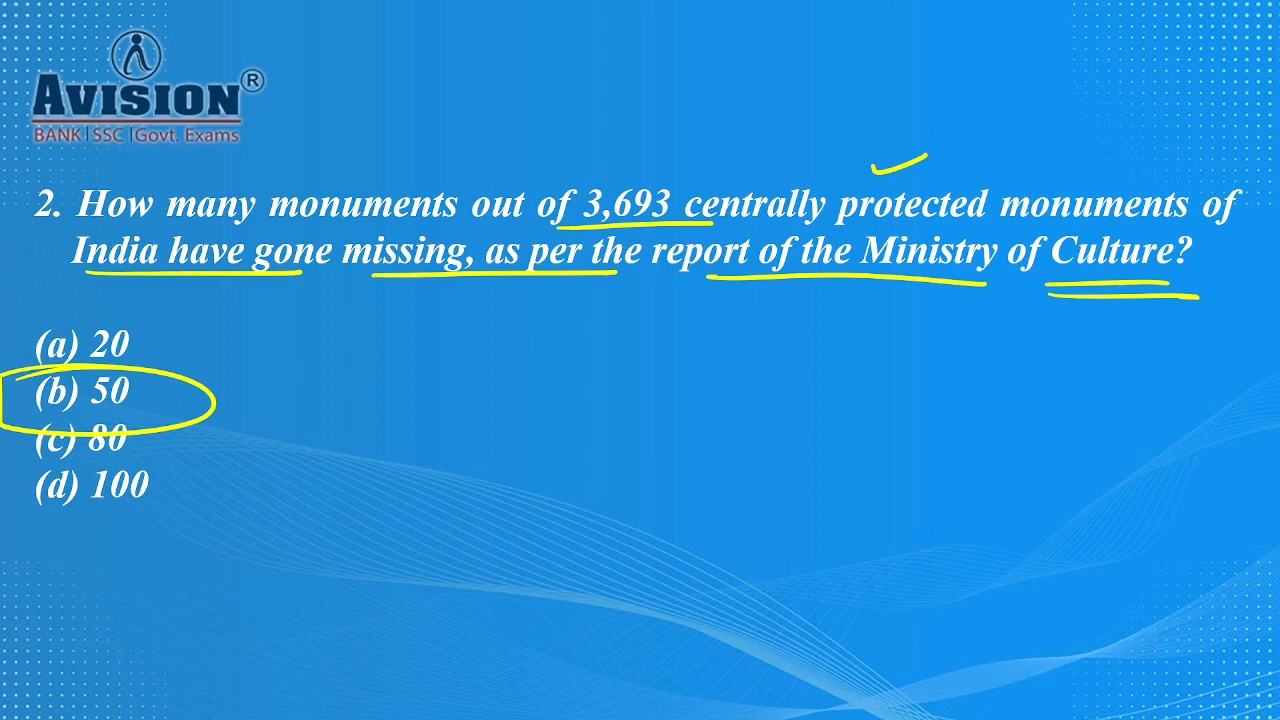 AVISION®
BANK|SSC|Govt. Exams
2. How many monuments out of 3,693 centrally protected monuments of
India have gone missing, as per the report of the Ministry of Culture?
(a) 20
(b) 50
(c) 80
(d) 100